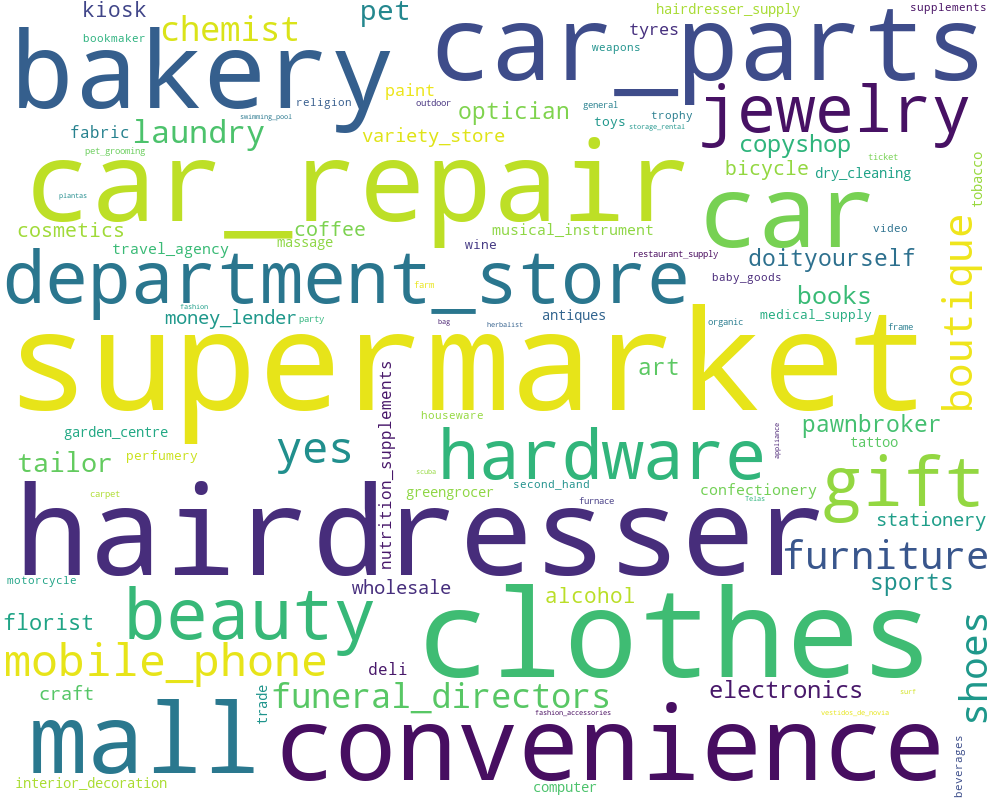 kiosk
pet
hairdresser_supply
supplements
bookmaker
chemist
car_parts
tyres
weapons
bakery
paint
religion
outdoor
general
jewelry
swimming_pool
optician
toys
trophy
storage_rental
fabric
laundry
variety_store
copyshop
pet_grooming
car_repair
bicycle
dry_cleaning
ticket
tobacco
plantas
car
cosmetics
coffee
musical_instrument
video
travel_agency
massage
wine
restaurant_supply
doityourself
boutique
department_store
farm
baby_goods
books
fashion
money_lender
party
bag
herbalist
antiques
organic
medical_supply
frame
supermarket
art
nutrition_supplements
houseware
garden_centre
yes
hardware
appliance
pawnbroker
tattoo
tailor
perfumery
scuba
second_hand
confectionery
gift
carpet
greengrocer
furnace
Telas
stationery
hairdresser
furniture
motorcycle
wholesale
alcohol
sports
florist
beauty
clothes
shoes
mobile_phone
deli
craft
trade
funeral_directors
electronics
surf
fashion_accessories
vestidos_de_novia
mall
convenience
beverages
interior_decoration
computer